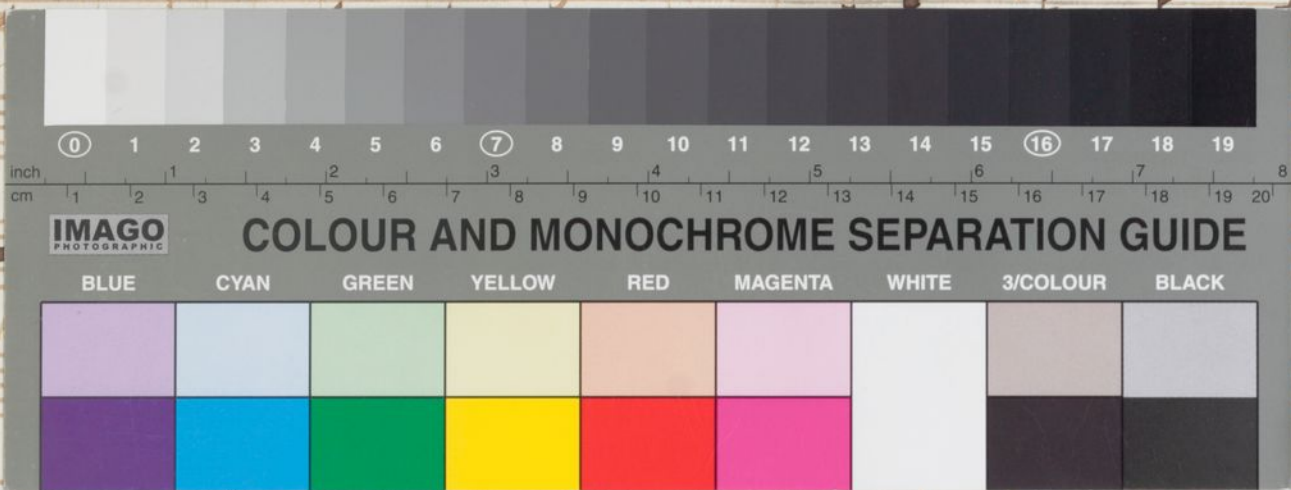 0 1 2 3 4 5 6 7 8 9 10 11 12 13 14 15 16 17 18 19
inch 1 2 3 4 5 6 7 8
cm 1 2 3 4 5 6 7 8 9 10 11 12 13 14 15 16 17 18 19 20
IMAGO
PHOTOGRAPHIC
COLOUR AND MONOCHROME SEPARATION GUIDE
BLUE CYAN GREEN YELLOW RED MAGENTA WHITE 3/COLOUR BLACK